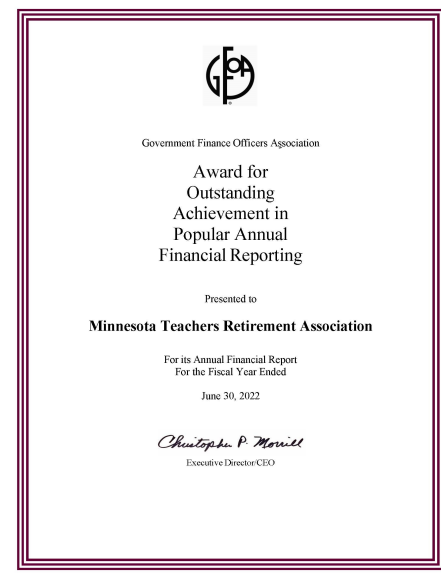 GFOA
Government Finance Officers Association
Award for
Outstanding
Achievement in
Popular Annual
Financial Reporting
Presented to
Minnesota Teachers Retirement Association
For its Annual Financial Report
For the Fiscal Year Ended
June 30, 2022
Christopher P. Morrill
Executive Director/CEO